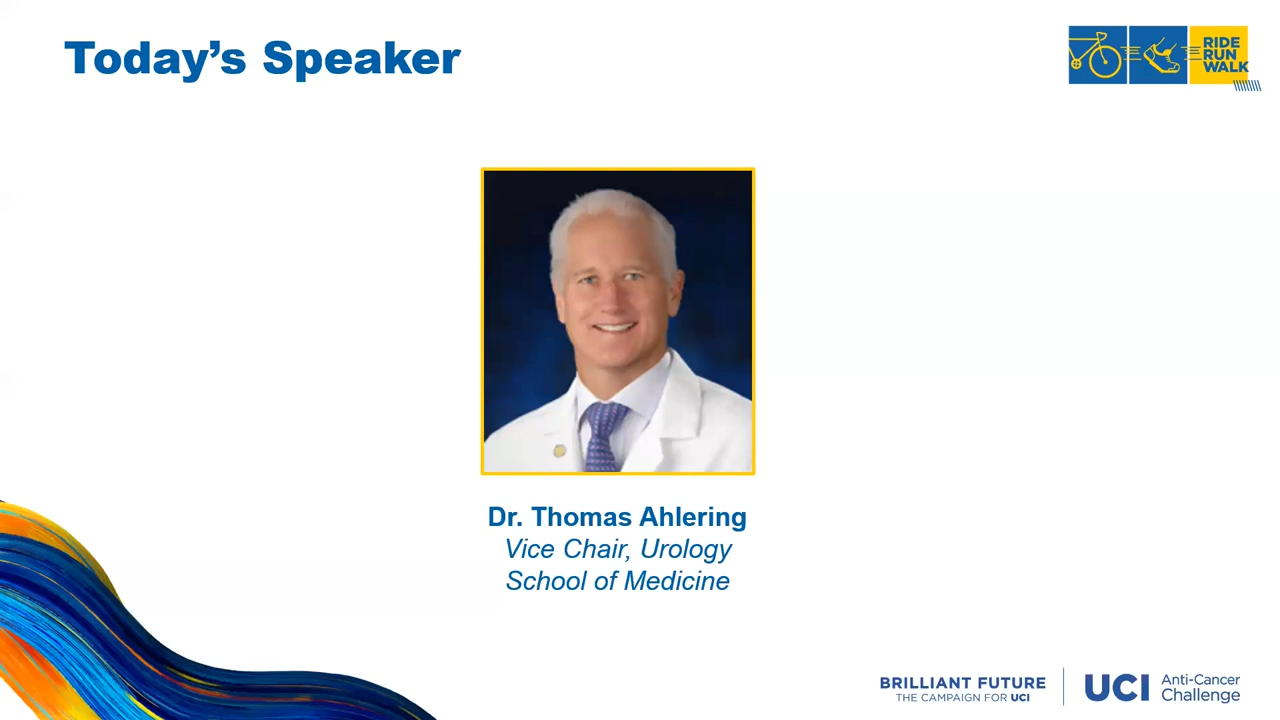 Today’s Speaker
RIDE
RUN
WALK
Dr. Thomas Ahlering
Vice Chair, Urology
School of Medicine
BRILLIANT FUTURE
THE CAMPAIGN FOR UCI
UCI
Anti-Cancer
Challenge